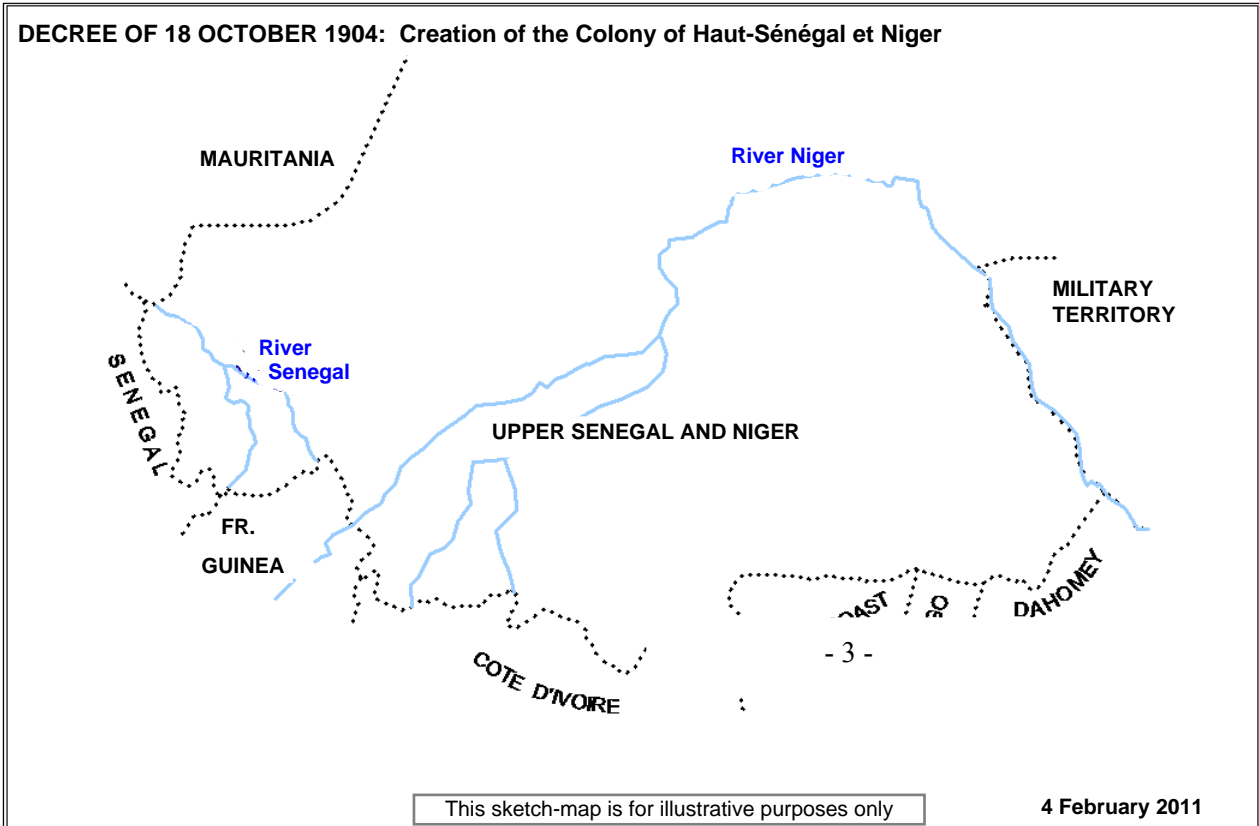 DECREE OF 18 OCTOBER 1904: Creation of the Colony of Haut-Sénégal et Niger
MAURITANIA
River Niger
MILITARY
TERRITORY
River
Senegal
SENEGAL
UPPER SENEGAL AND NIGER
FR.
GUINEA
DAHOMEY
- 3 -
COTE D'IVOIRE
This sketch-map is for illustrative purposes only
4 February 2011